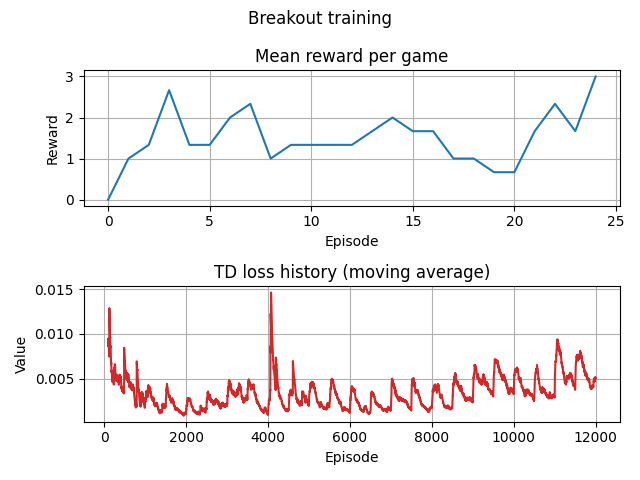 Breakout training
Mean reward per game
3
2
1
0
Reward
0 5 10 15 20 25
Episode
TD loss history (moving average)
0.015
0.010
0.005
Value
0 2000 4000 6000 8000 10000 12000
Episode